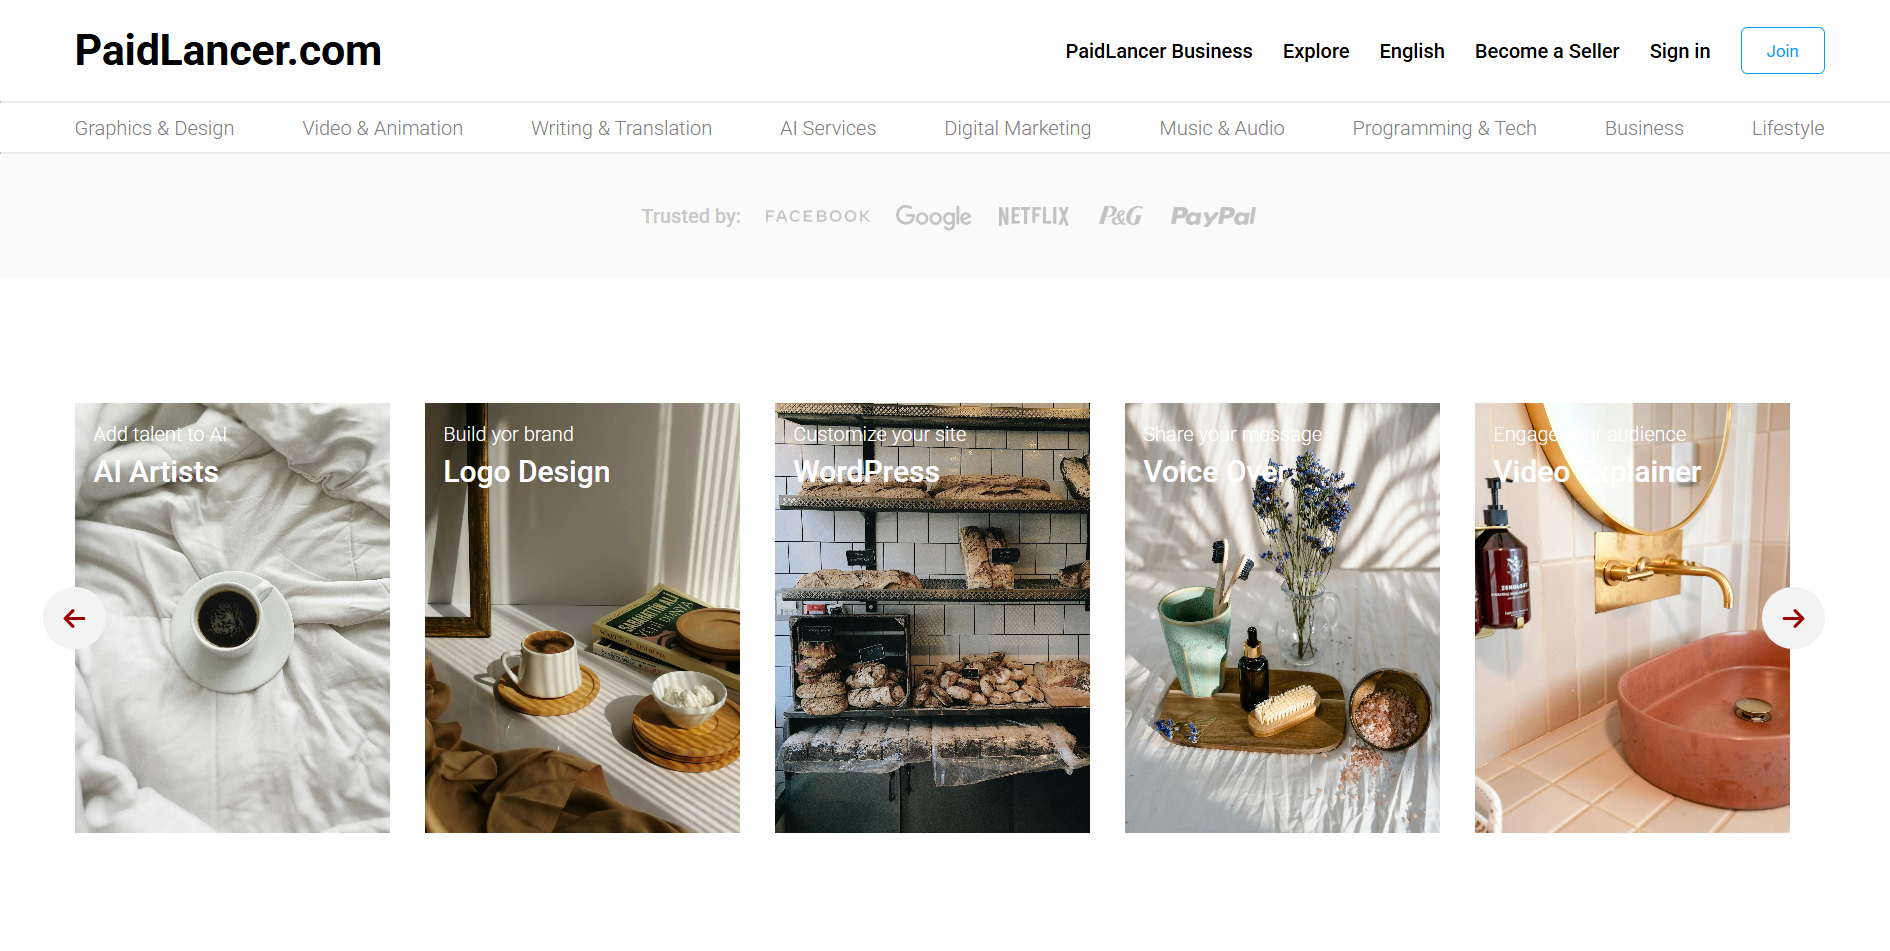 PaidLancer.com
PaidLancer Business Explore English Become a Seller Sign in Join
Graphics & Design Video & Animation Writing & Translation AI Services Digital Marketing Music & Audio Programming & Tech Business Lifestyle
Trusted by: FACEBOOK Google NETFLIX P&G PayPal
Add talent to AI
AI Artists
Build yor brand
Logo Design
SABAHATTİN ALİ
Customize your site
WordPress
Share your message
Voice Over
Engage your audience
Video Explainer
ZENOLOGY